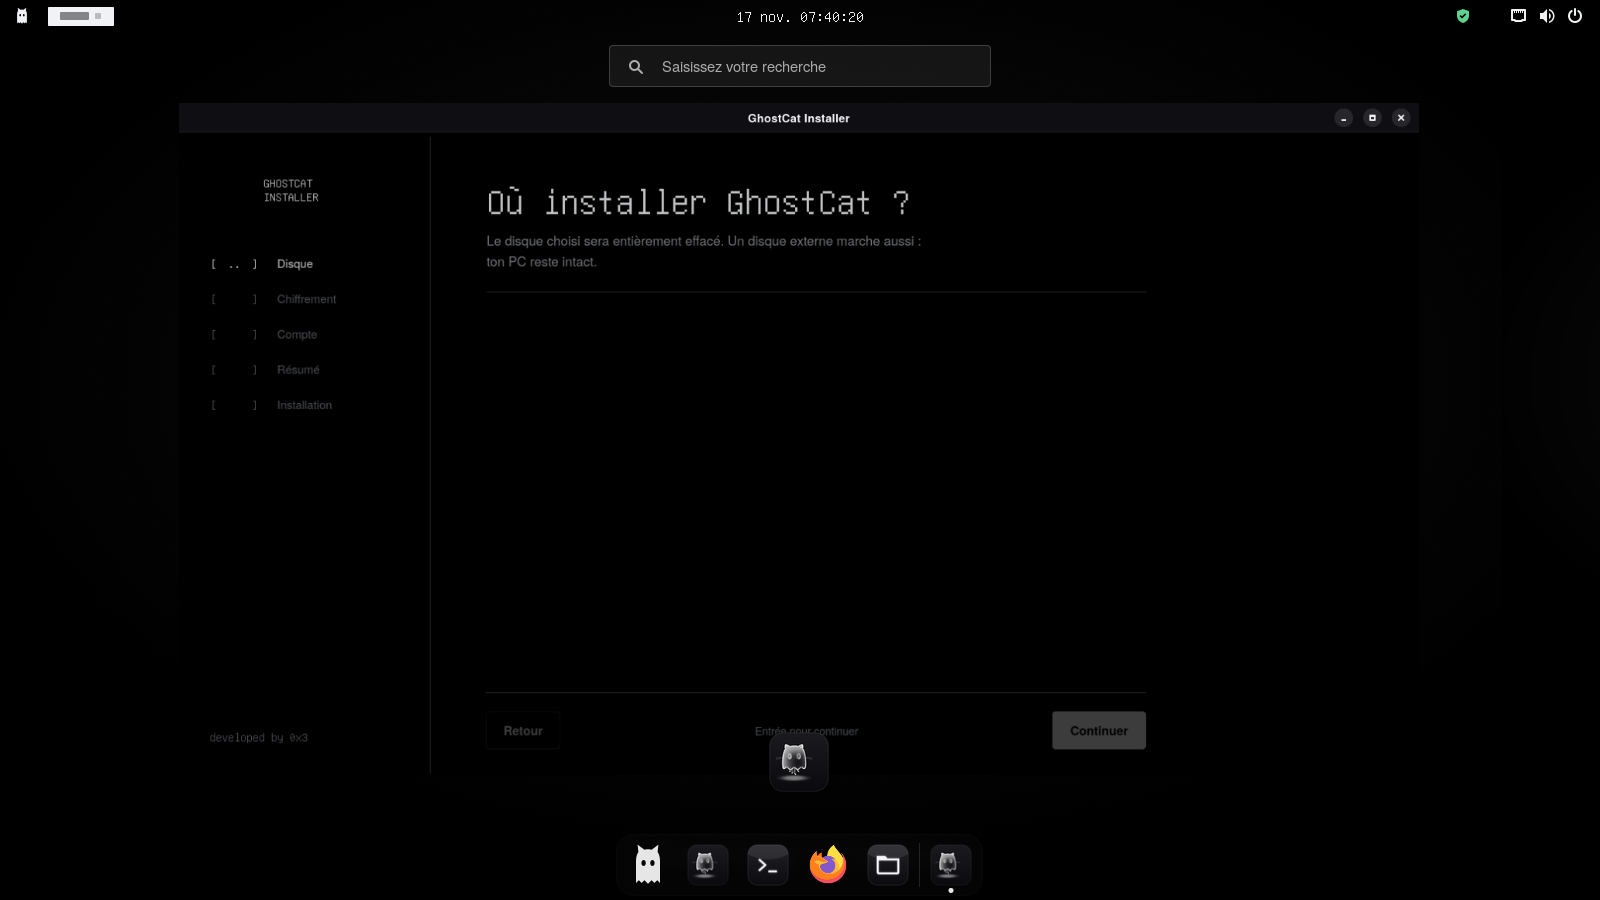 17 nov. 07:40:20
Saisissez votre recherche
GhostCat Installer
GHOSTCAT
INSTALLER
[ .. ] Disque
[ ] Chiffrement
[ ] Compte
[ ] Résumé
[ ] Installation
developed by 0x3
Où installer GhostCat ?
Le disque choisi sera entièrement effacé. Un disque externe marche aussi :
ton PC reste intact.
Retour
Entrée pour continuer
Continuer